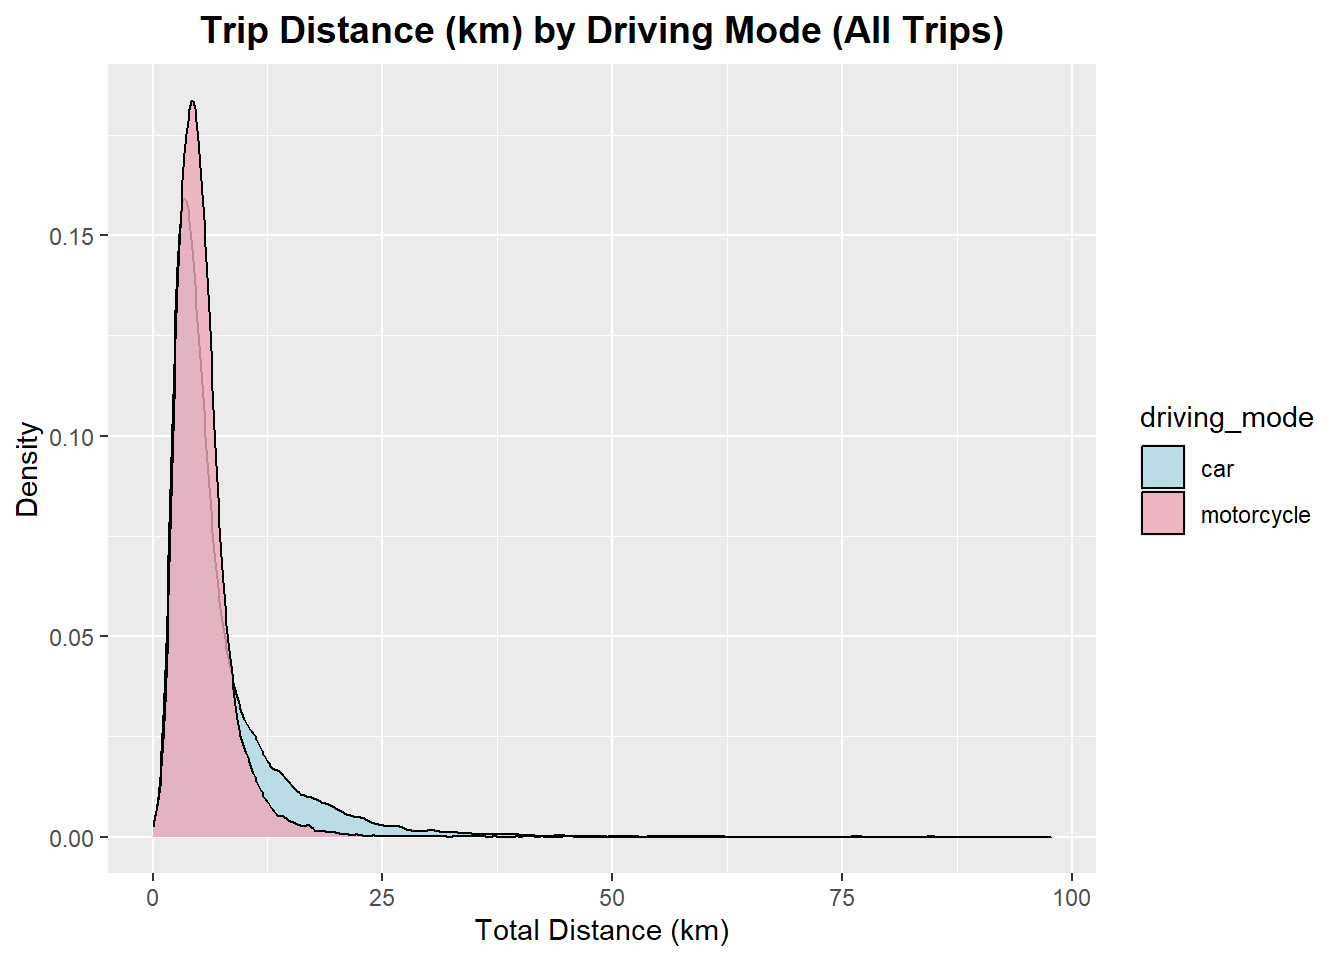 Trip Distance (km) by Driving Mode (All Trips)
0.15
0.10
0.05
0.00
Density
0
25
50
75
100
Total Distance (km)
driving_mode
car
motorcycle